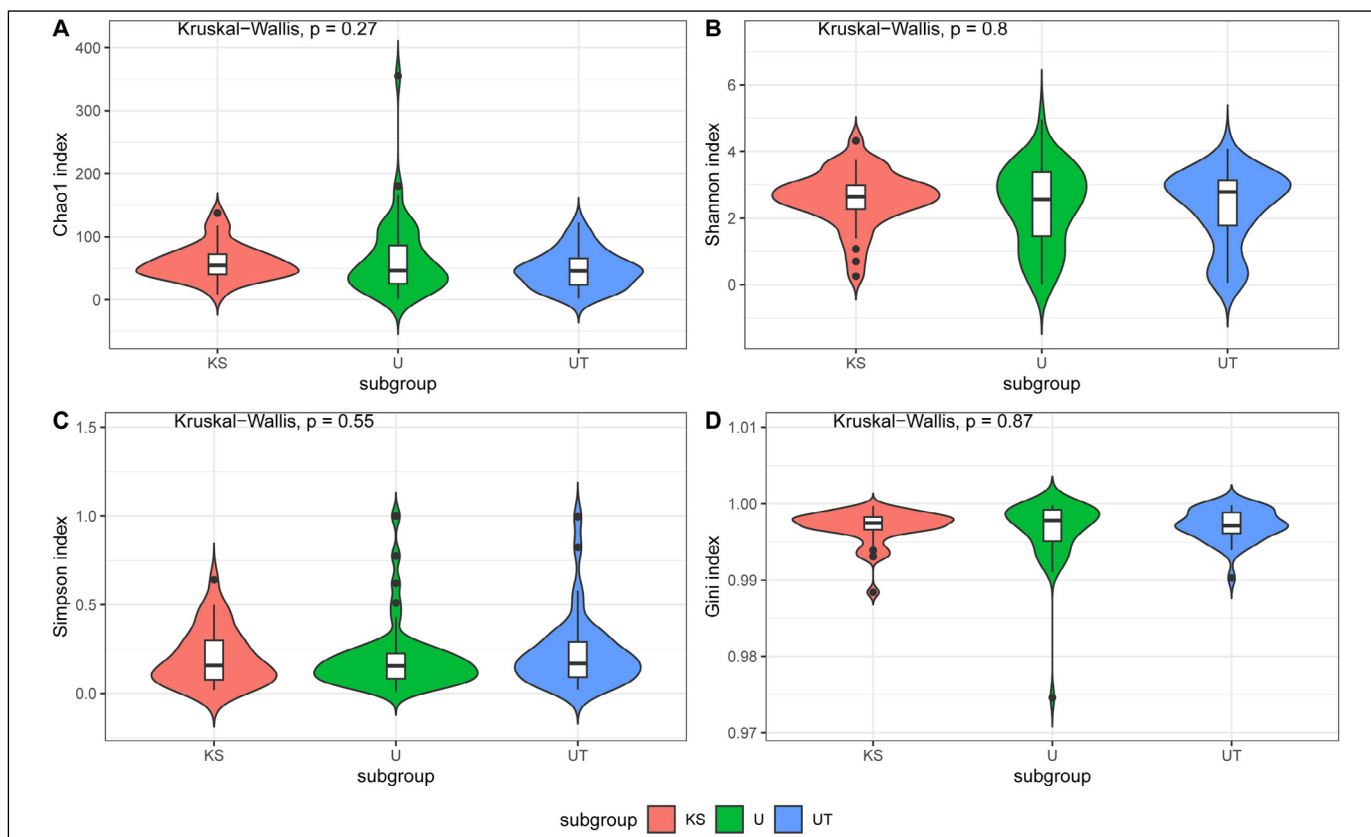 A
Kruskal−Wallis, p = 0.27
400
300
200
100
0
Chao1 index
KS
U
UT
subgroup
B
Kruskal−Wallis, p = 0.8
6
4
2
0
Shannon index
KS
U
UT
subgroup
C
Kruskal−Wallis, p = 0.55
1.5
1.0
0.5
0.0
Simpson index
KS
U
UT
subgroup
D
Kruskal−Wallis, p = 0.87
1.01
1.00
0.99
0.98
0.97
Gini index
KS
U
UT
subgroup
subgroup KS U UT